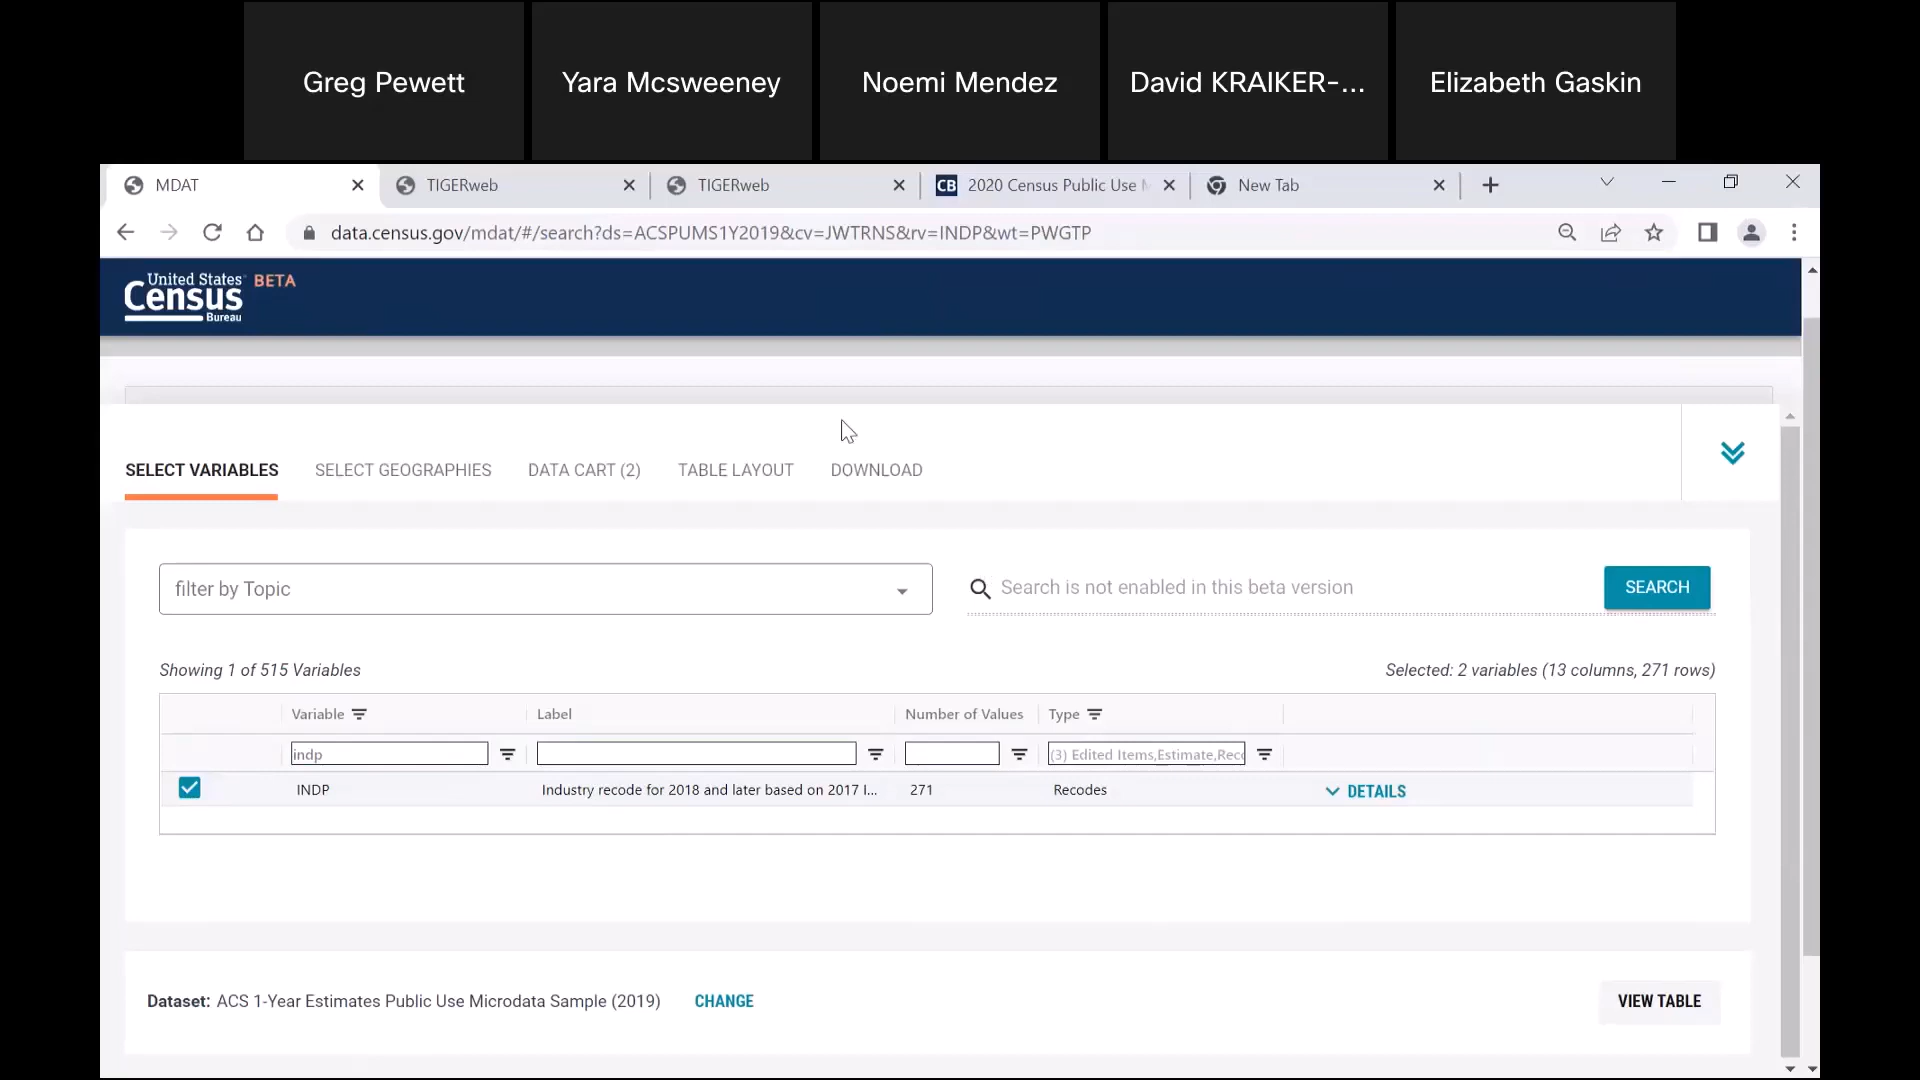 Greg Pewett
Yara Mcsweeney
Noemi Mendez
David KRAIKER-...
Elizabeth Gaskin
MDAT
TIGERweb
TIGERweb
CB 2020 Census Public Use M
New Tab
data.census.gov/mdat/#/search?ds=ACSPUMS1Y2019&cv=JWTRNS&rv=INDP&wt=PWGTP
United States BETA
Census
Bureau
SELECT VARIABLES SELECT GEOGRAPHIES DATA CART (2) TABLE LAYOUT DOWNLOAD
filter by Topic
Search is not enabled in this beta version
SEARCH
Showing 1 of 515 Variables
Selected: 2 variables (13 columns, 271 rows)
Variable Label Number of Values Type
indp (3) Edited Items,Estimate,Reco
INDP Industry recode for 2018 and later based on 2017 I... 271 Recodes DETAILS
Dataset: ACS 1-Year Estimates Public Use Microdata Sample (2019) CHANGE
VIEW TABLE